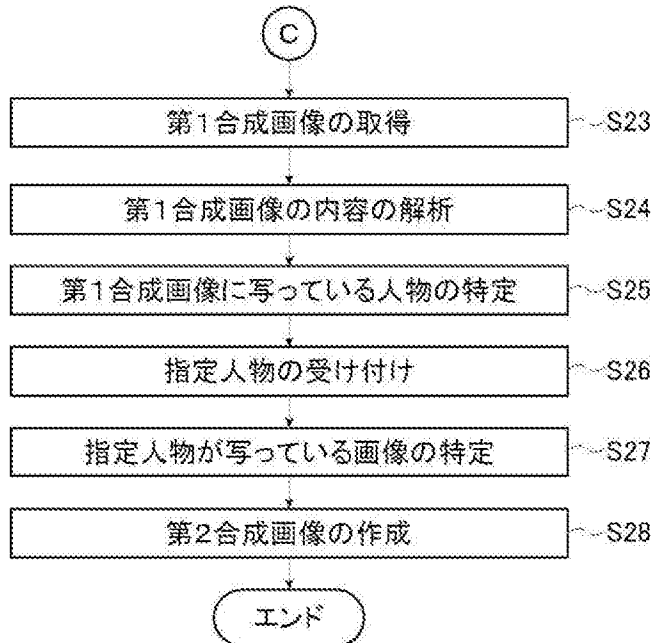 C
第1合成画像の取得 S23
第1合成画像の内容の解析 S24
第1合成画像に写っている人物の特定 S25
指定人物の受け付け S26
指定人物が写っている画像の特定 S27
第2合成画像の作成 S28
エンド